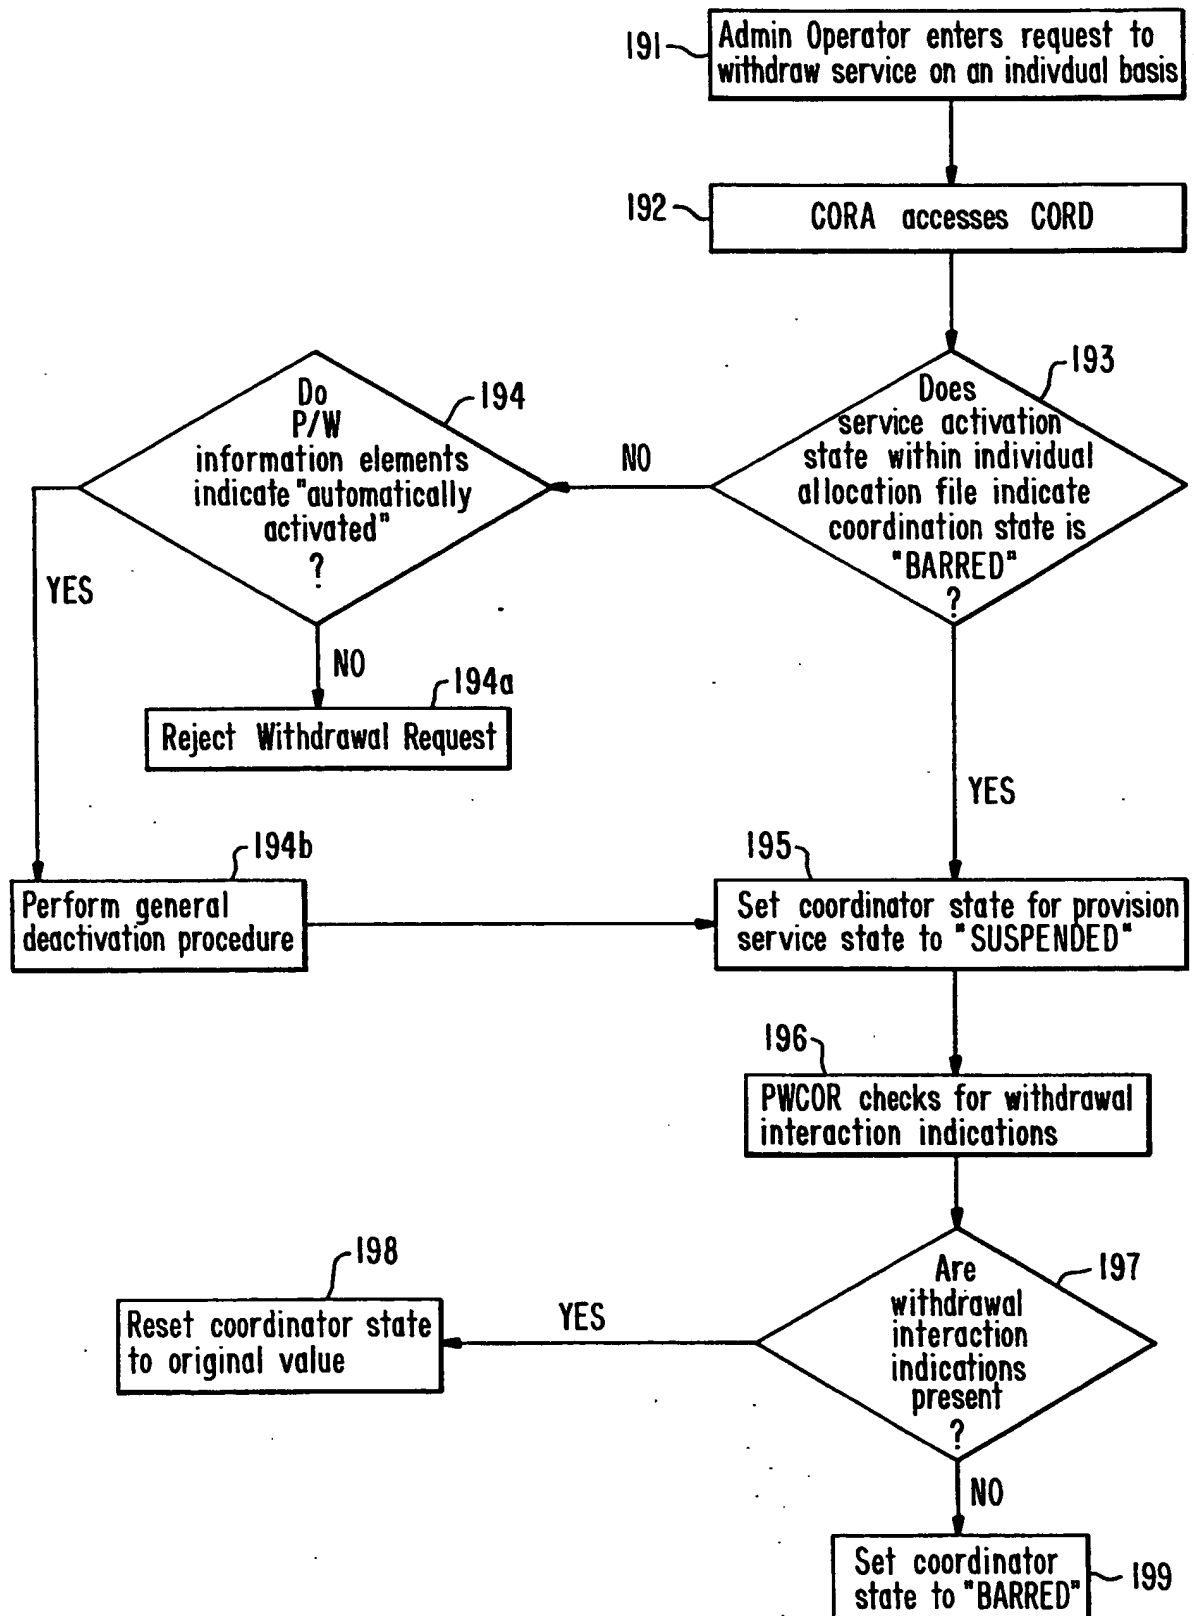 191
Admin Operator enters request to
withdraw service on an indivdual basis
192
CORA accesses CORD
193
Does
service activation
state within individual
allocation file indicate
coordination state is
"BARRED"
?
NO
194
Do
P/W
information elements
indicate "automatically
activated"
?
YES
NO
194a
Reject Withdrawal Request
YES
194b
Perform general
deactivation procedure
195
Set coordinator state for provision
service state to "SUSPENDED"
196
PWCOR checks for withdrawal
interaction indications
197
Are
withdrawal
interaction
indications
present
?
YES
198
Reset coordinator state
to original value
NO
Set coordinator
state to "BARRED"
199